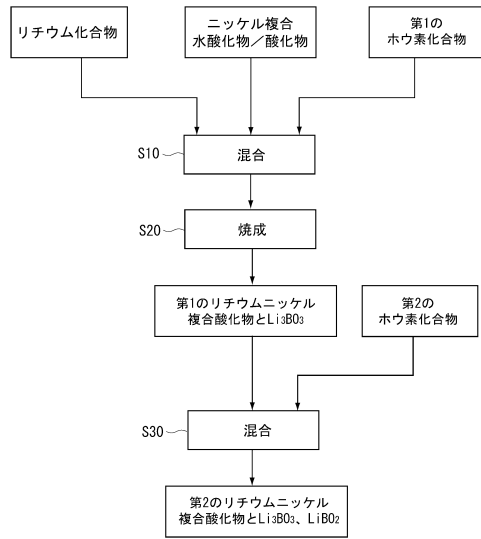 リチウム化合物
ニッケル複合
水酸化物／酸化物
第1の
ホウ素化合物
S10
混合
S20
焼成
第1のリチウムニッケル
複合酸化物とLi₃BO₃
第2の
ホウ素化合物
S30
混合
第2のリチウムニッケル
複合酸化物とLi₃BO₃、LiBO₂